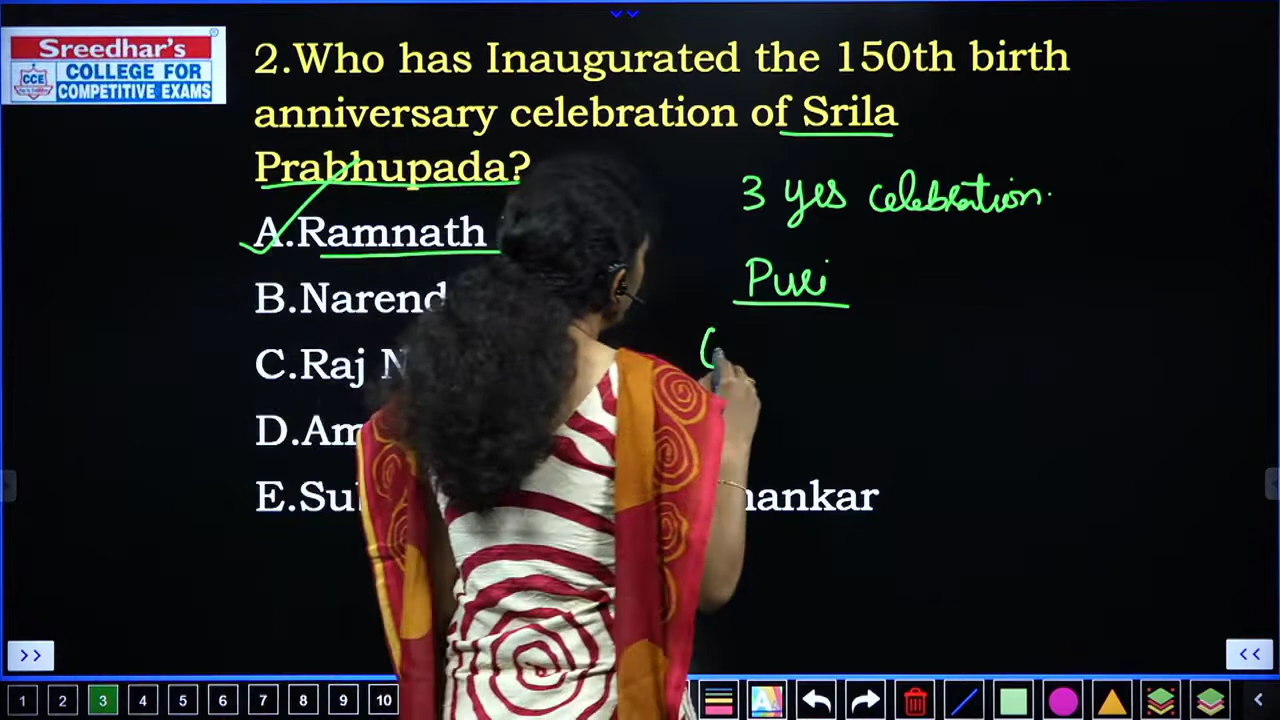 Sreedhar's
CCE
COLLEGE FOR
COMPETITIVE EXAMS
2.Who has Inaugurated the 150th birth
anniversary celebration of Srila
Prabhupada?
3 yes celebration.
A.Ramnath
Puri
B.Narend
C.Raj N
(
D.Am
E.Su hankar
>> <<
1 2 3 4 5 6 7 8 9 10 A <